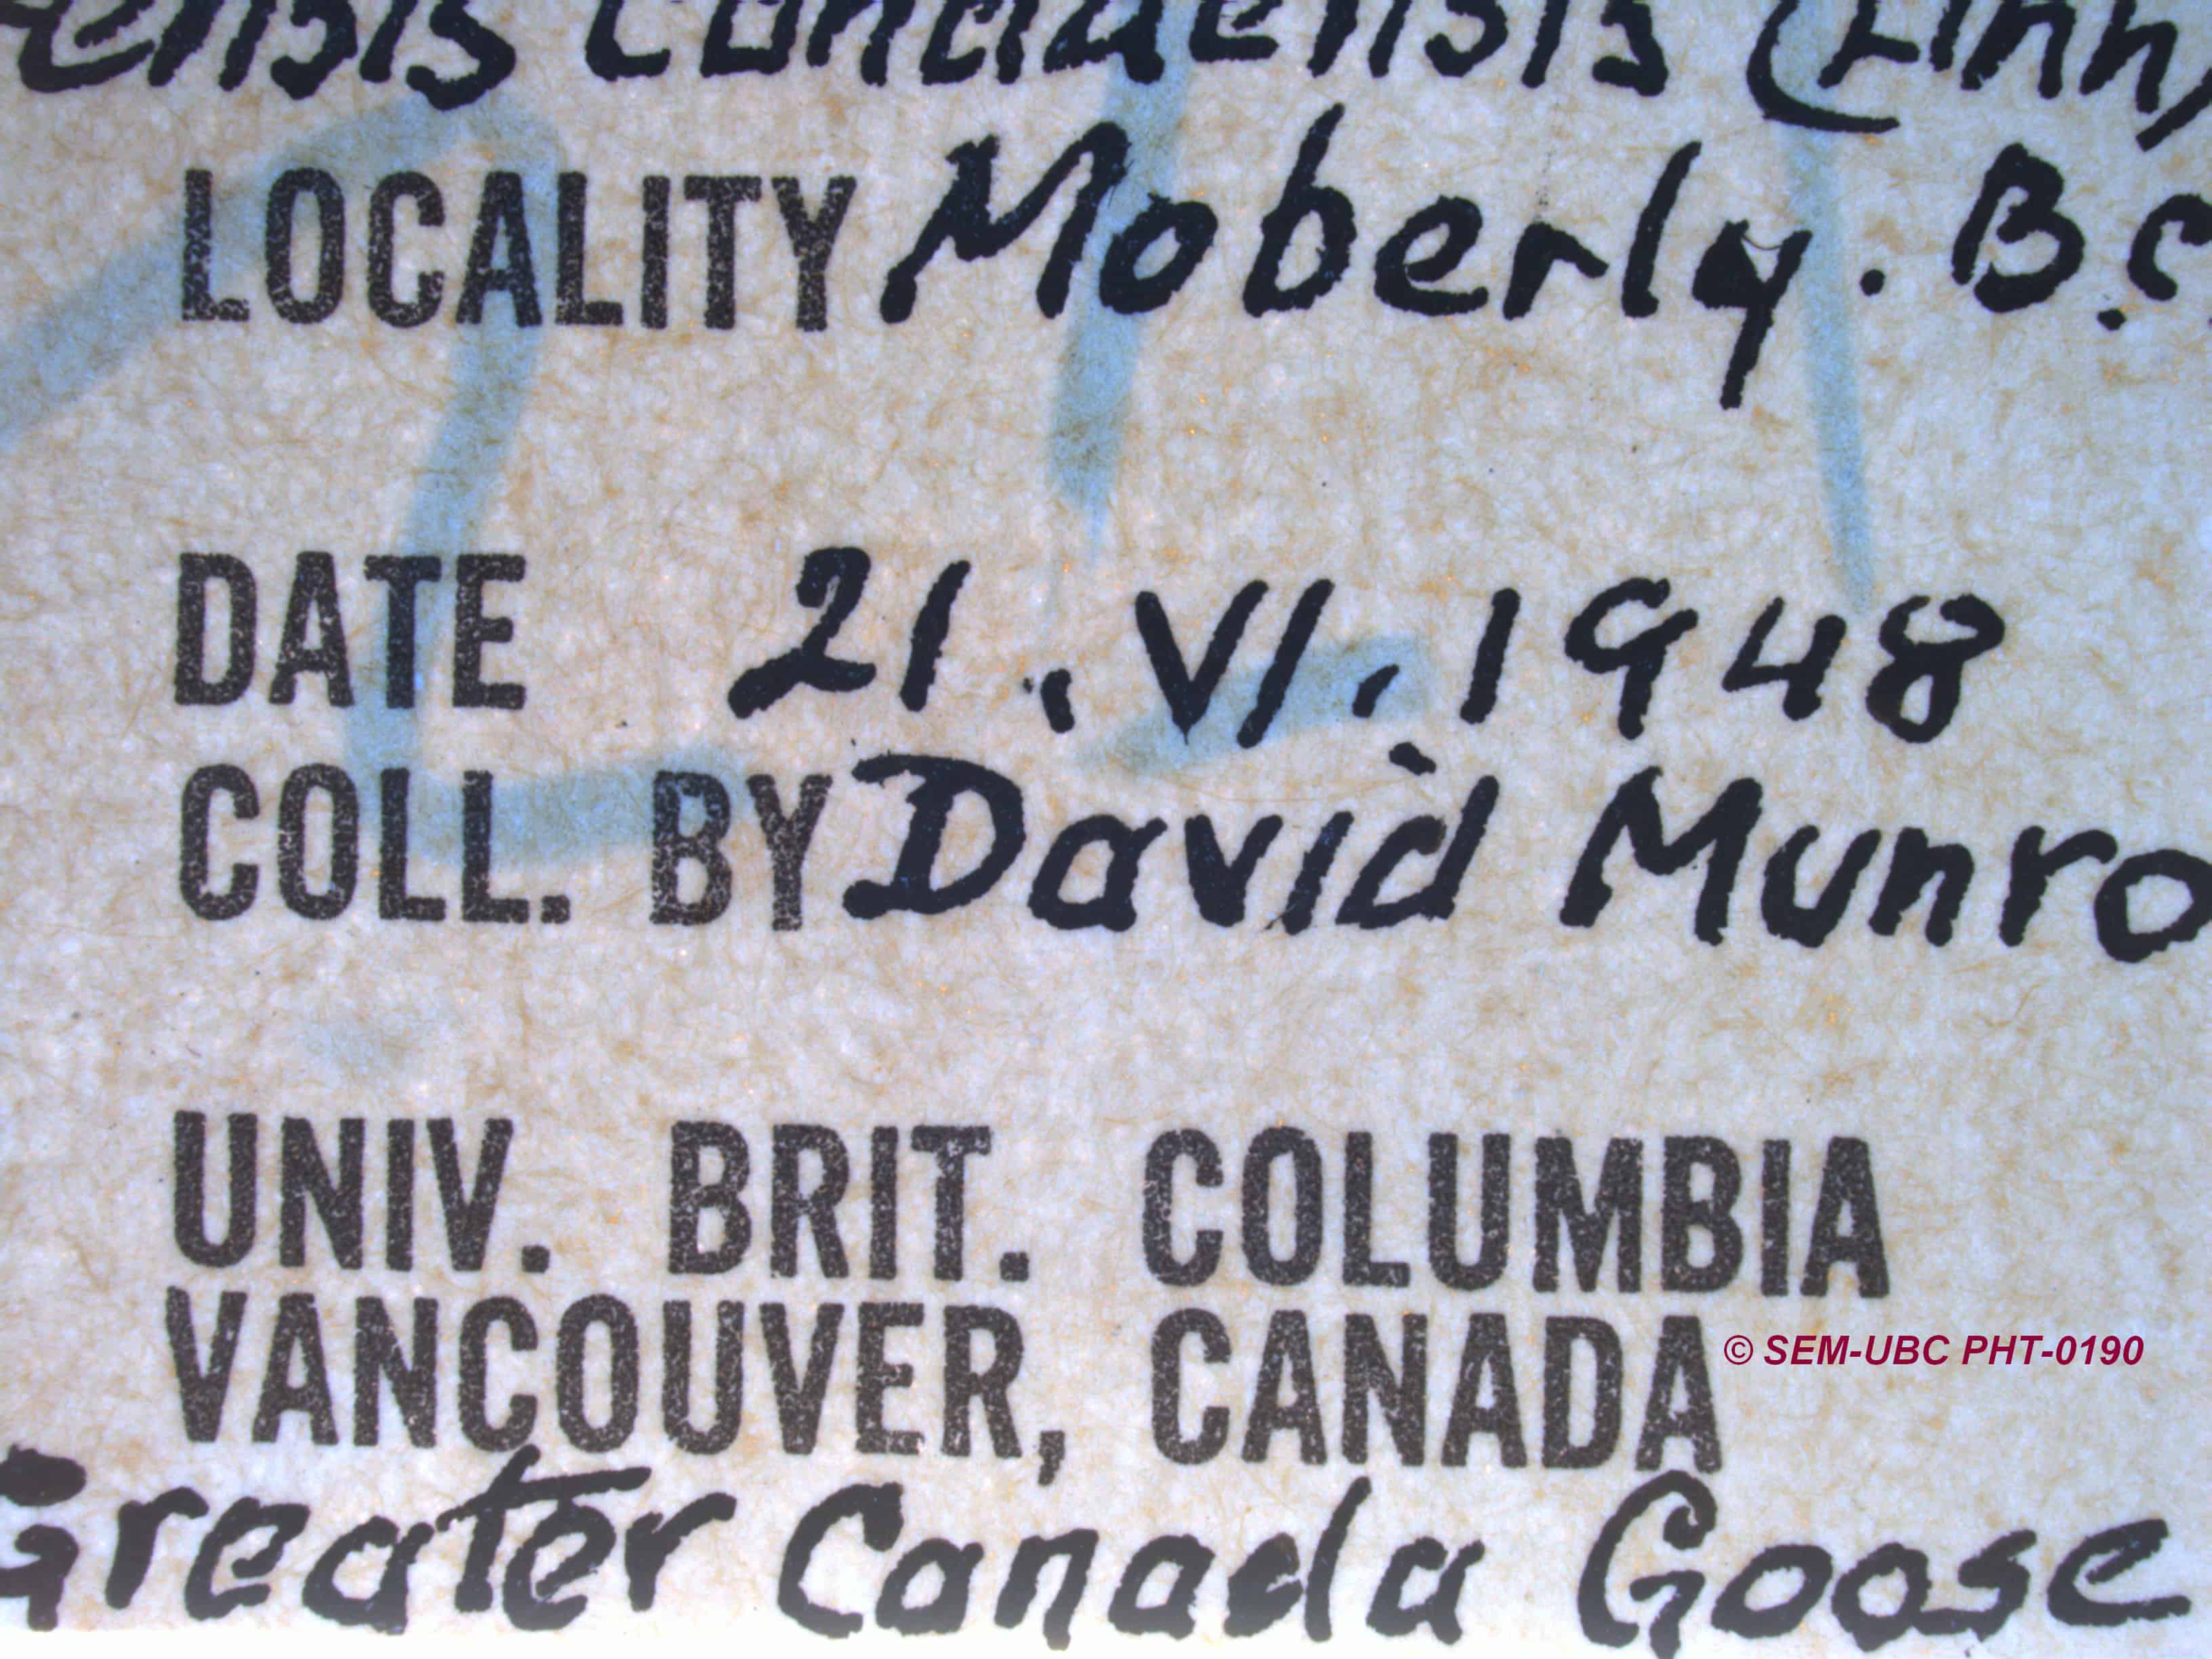 ensis Canadensis (Linn)
LOCALITY Moberly. B.C.
DATE 21. VI. 1948
COLL. BY David Munro
UNIV. BRIT. COLUMBIA
VANCOUVER, CANADA
© SEM-UBC PHT-0190
Greater Canada Goose